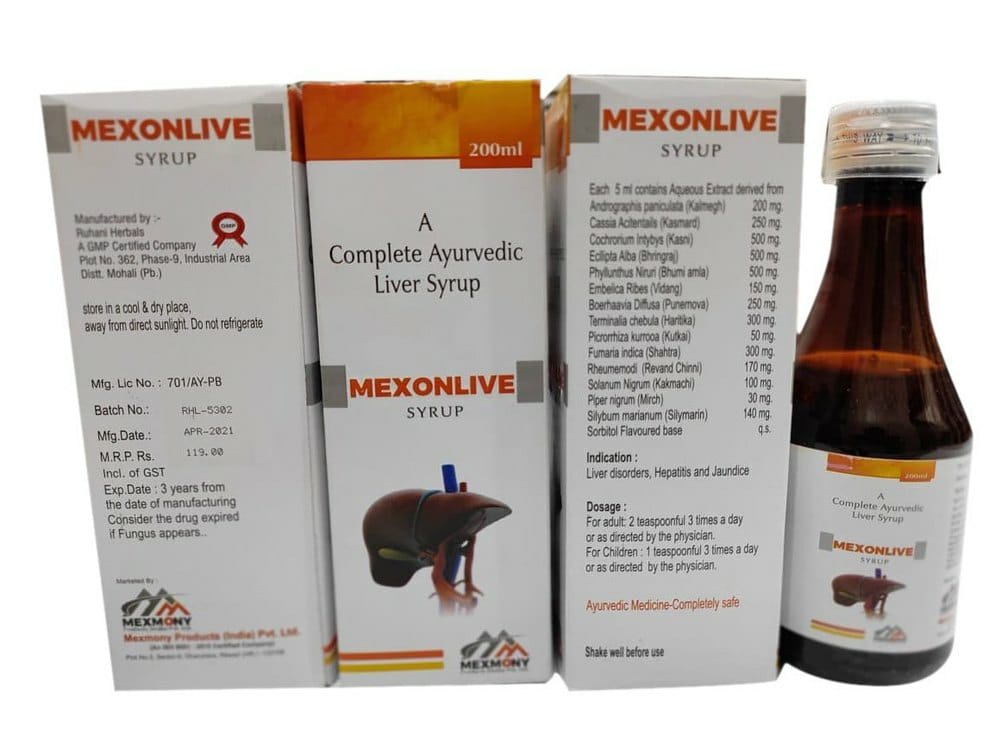 MEXONLIVE
SYRUP
Manufactured by :-
Ruhani Herbals
A GMP Certified Company
Plot No. 362, Phase-9, Industrial Area
Distt. Mohali (Pb.)
GMP
store in a cool & dry place,
away from direct sunlight. Do not refrigerate
Mfg. Lic No. : 701/AY-PB
Batch No.: RHL-5302
Mfg.Date.: APR-2021
M.R.P. Rs. 119.00
Incl. of GST
Exp.Date : 3 years from
the date of manufacturing
Consider the drug expired
if Fungus appears..
Marketed By :
MEXMONY
Mexmony Products (India) Pvt. Ltd.
200ml
A
Complete Ayurvedic
Liver Syrup
MEXONLIVE
SYRUP
MEXMONY
MEXONLIVE
SYRUP
Each 5 ml contains Aqueous Extract derived from
Andrographis paniculata (Kalmegh) 200 mg.
Cassia Acitentails (Kasmard) 250 mg.
Cochrorium Intybys (Kasni) 500 mg.
Ecilipta Alba (Bhringraj) 500 mg.
Phyllunthus Niruri (Bhumi amla) 500 mg.
Embelica Ribes (Vidang) 150 mg.
Boerhaavia Diffusa (Punernova) 250 mg.
Terminalia chebula (Haritika) 300 mg.
Picrorrhiza kurrooa (Kutkai) 50 mg.
Fumaria indica (Shahtra) 300 mg.
Rheumemodi (Revand Chinni) 170 mg.
Solanum Nigrum (Kakmachi) 100 mg.
Piper nigrum (Mirch) 30 mg.
Silybum marianum (Silymarin) 140 mg.
Sorbitol Flavoured base q.s.
Indication :
Liver disorders, Hepatitis and Jaundice
Dosage :
For adult: 2 teaspoonful 3 times a day
or as directed by the physician.
For Children : 1 teaspoonful 3 times a day
or as directed by the physician.
Ayurvedic Medicine-Completely safe
Shake well before use
THIS WAY
200ml
A
Complete Ayurvedic
Liver Syrup
MEXONLIVE
SYRUP